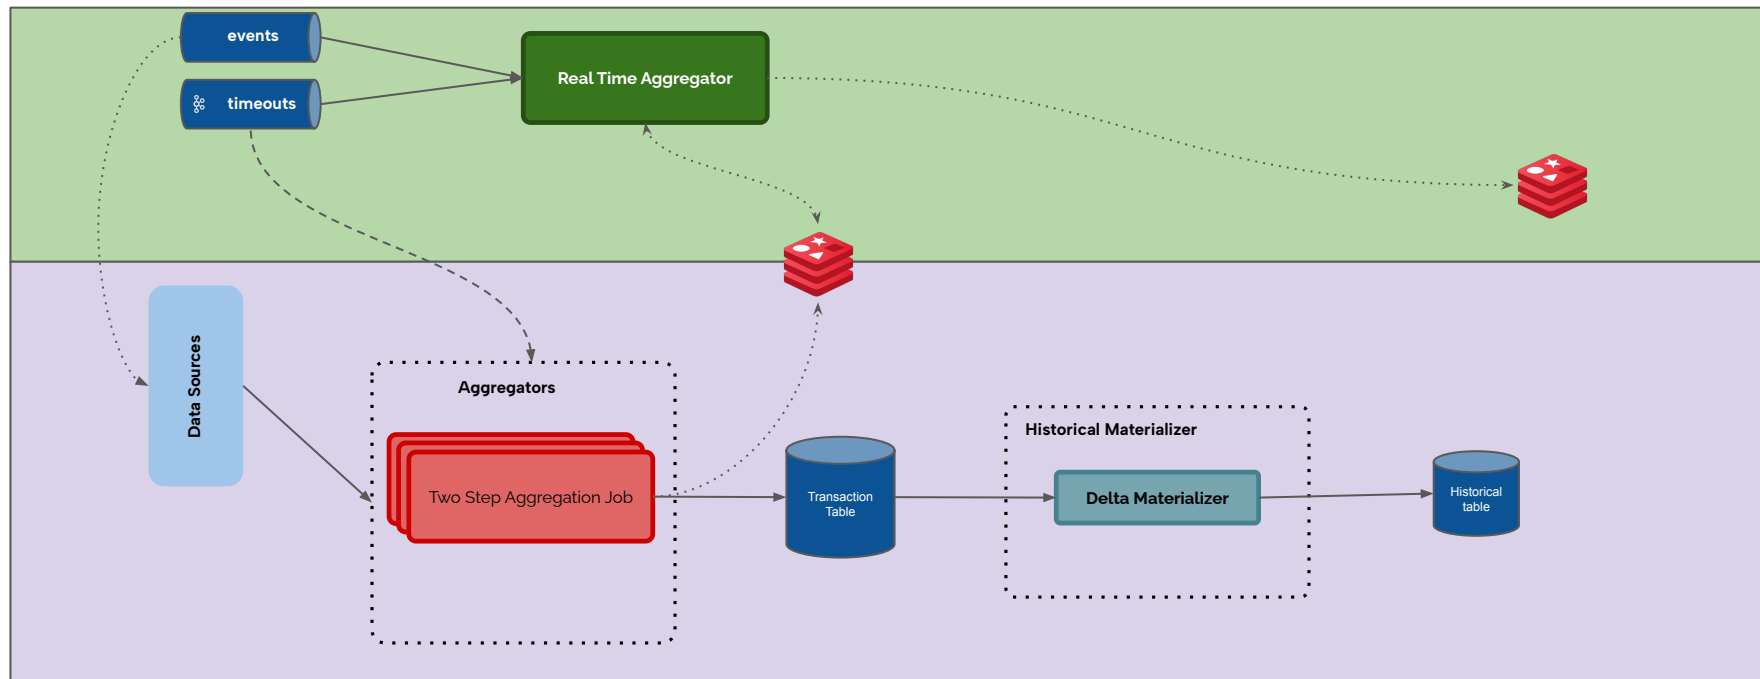 events
timeouts
Real Time Aggregator
Data Sources
Aggregators
Two Step Aggregation Job
Transaction
Table
Historical Materializer
Delta Materializer
Historical
table